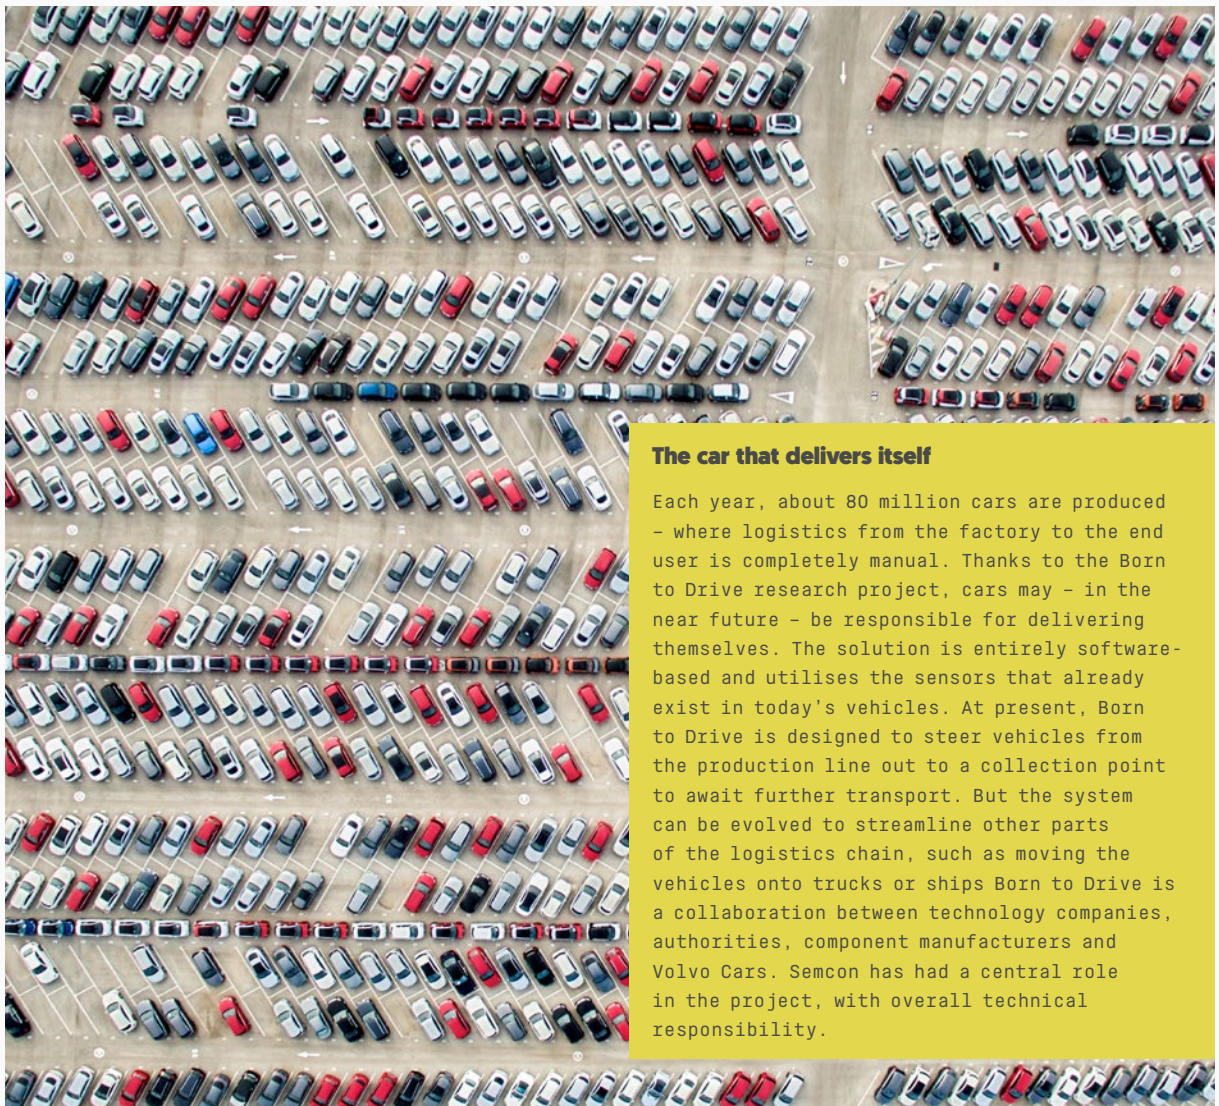 The car that delivers itself
Each year, about 80 million cars are produced
– where logistics from the factory to the end
user is completely manual. Thanks to the Born
to Drive research project, cars may – in the
near future – be responsible for delivering
themselves. The solution is entirely software-
based and utilises the sensors that already
exist in today's vehicles. At present, Born
to Drive is designed to steer vehicles from
the production line out to a collection point
to await further transport. But the system
can be evolved to streamline other parts
of the logistics chain, such as moving the
vehicles onto trucks or ships Born to Drive is
a collaboration between technology companies,
authorities, component manufacturers and
Volvo Cars. Semcon has had a central role
in the project, with overall technical
responsibility.